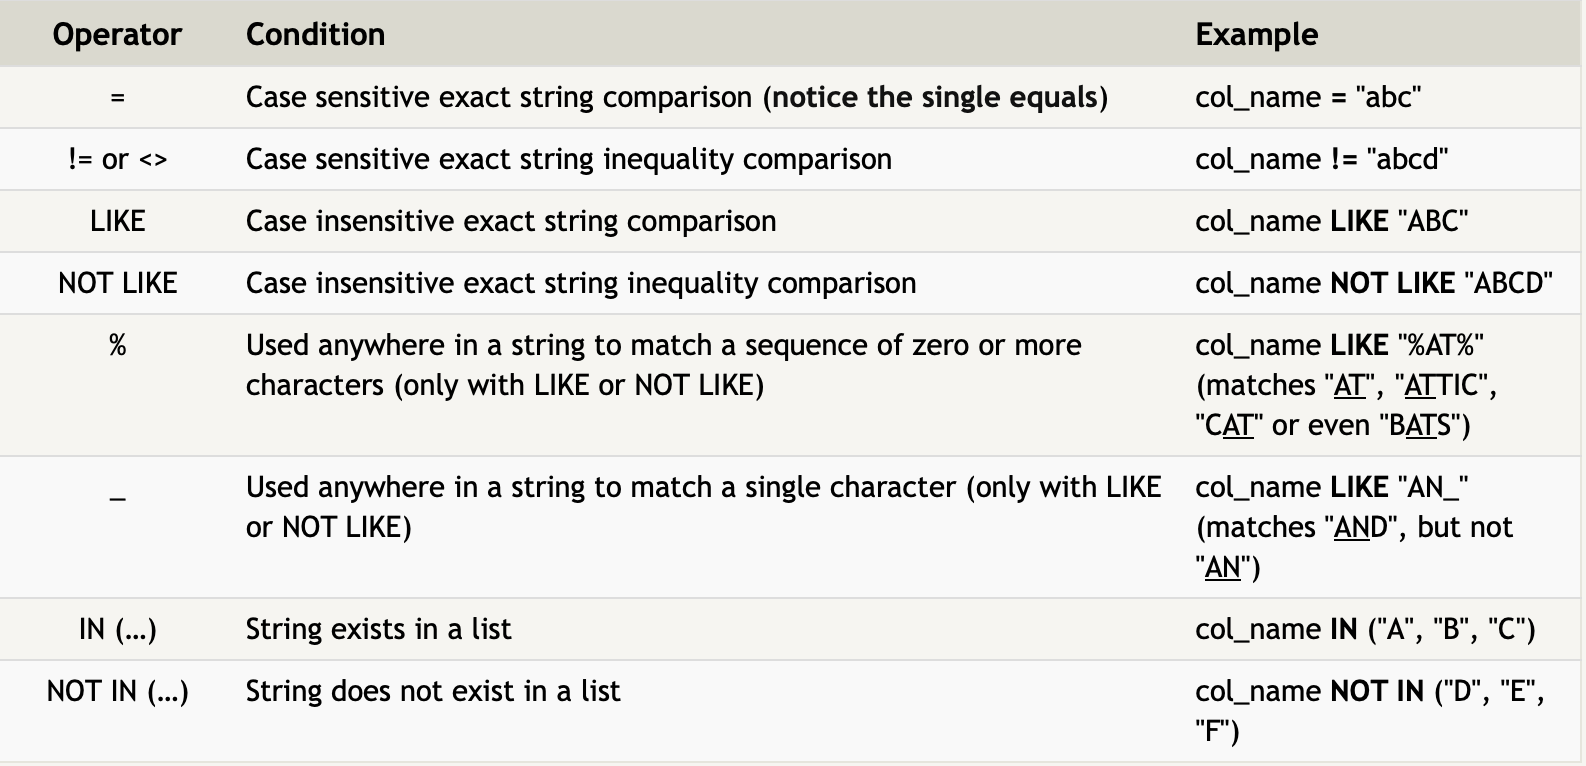 Operator Condition Example
= Case sensitive exact string comparison (notice the single equals) col_name = "abc"
!= or <> Case sensitive exact string inequality comparison col_name != "abcd"
LIKE Case insensitive exact string comparison col_name LIKE "ABC"
NOT LIKE Case insensitive exact string inequality comparison col_name NOT LIKE "ABCD"
% Used anywhere in a string to match a sequence of zero or more col_name LIKE "%AT%"
characters (only with LIKE or NOT LIKE) (matches "AT", "ATTIC",
"CAT" or even "BATS")
_ Used anywhere in a string to match a single character (only with LIKE col_name LIKE "AN_"
or NOT LIKE) (matches "AND", but not
"AN")
IN (…) String exists in a list col_name IN ("A", "B", "C")
NOT IN (…) String does not exist in a list col_name NOT IN ("D", "E",
"F")